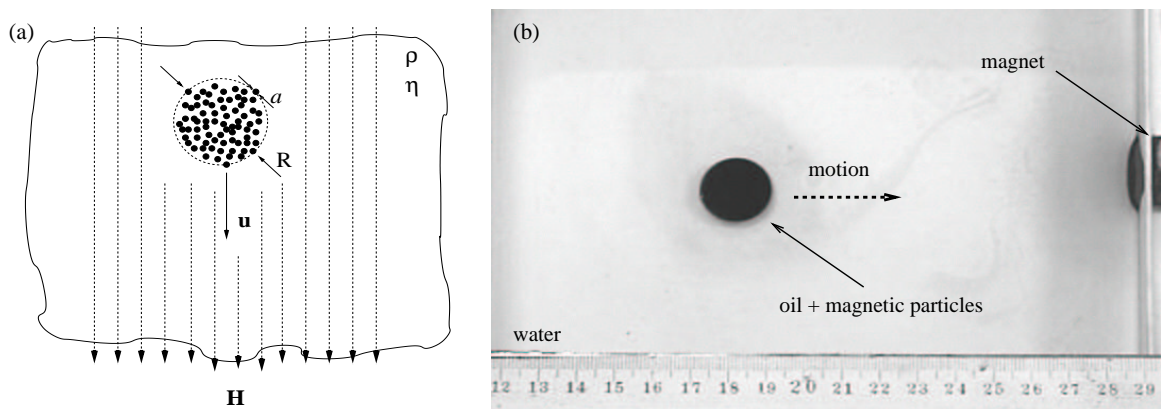 (a)
ρ
η
a
R
u
H
(b)
magnet
motion
oil + magnetic particles
water
12 13 14 15 16 17 18 19 20 21 22 23 24 25 26 27 28 29